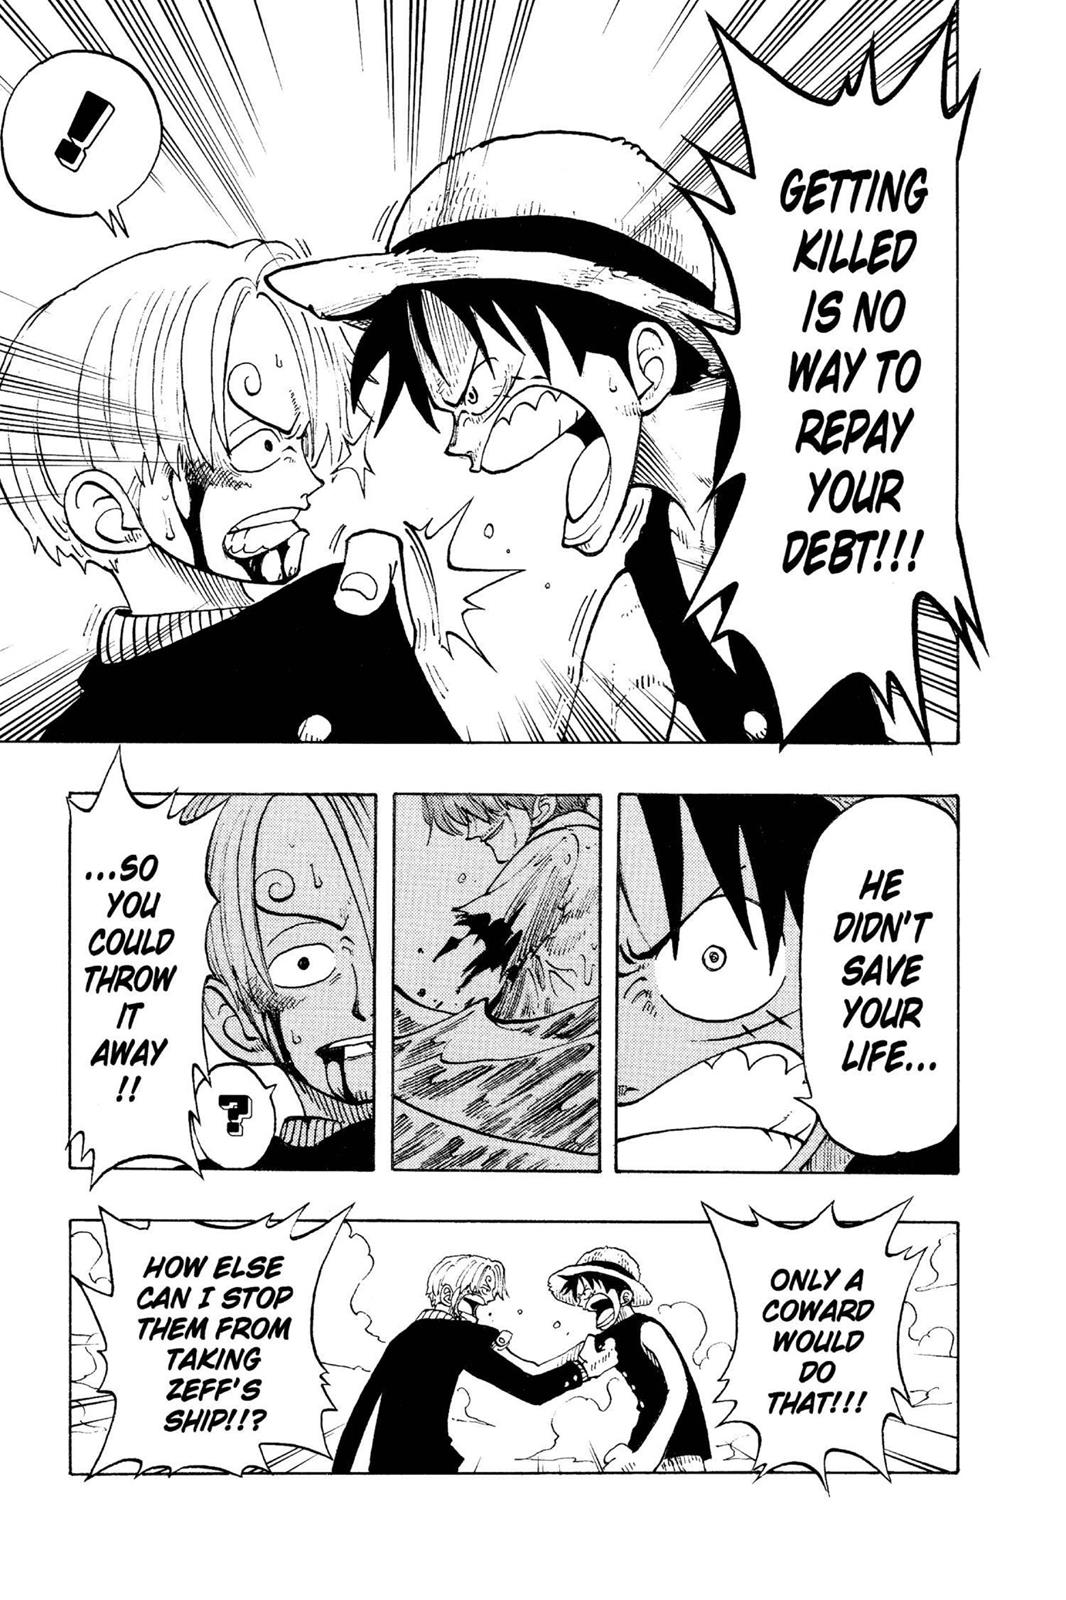 !
GETTING
KILLED
IS NO
WAY TO
REPAY
YOUR
DEBT!!!
HE
DIDN'T
SAVE
YOUR
LIFE...
...SO
YOU
COULD
THROW
IT
AWAY
!!
?
ONLY A
COWARD
WOULD
DO
THAT!!!
HOW ELSE
CAN I STOP
THEM FROM
TAKING
ZEFF'S
SHIP!!?